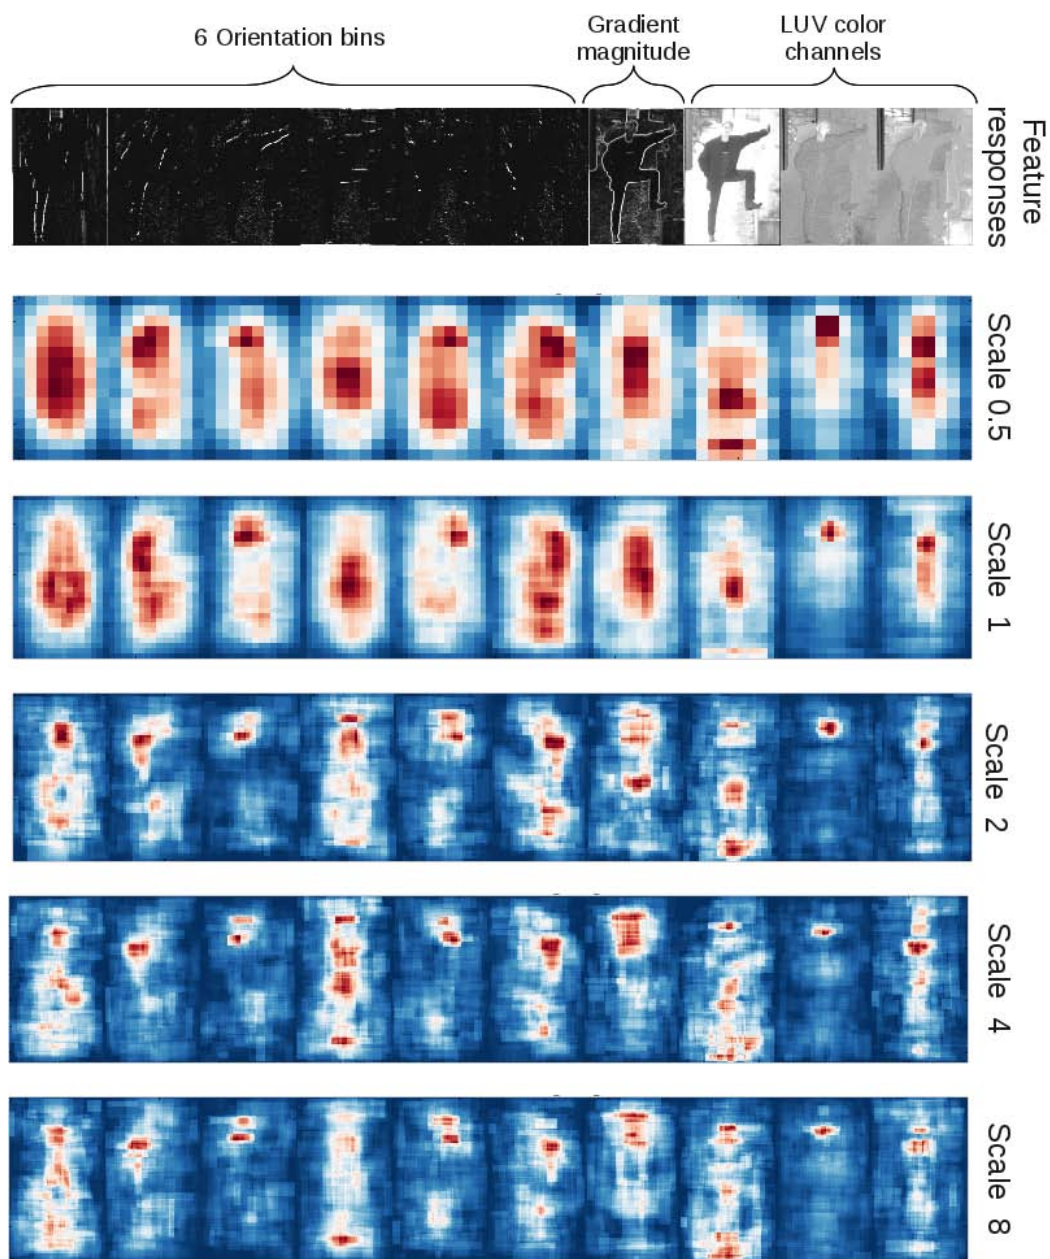 6 Orientation bins
Gradient
magnitude
LUV color
channels
Feature
responses
Scale 0.5
Scale 1
Scale 2
Scale 4
Scale 8